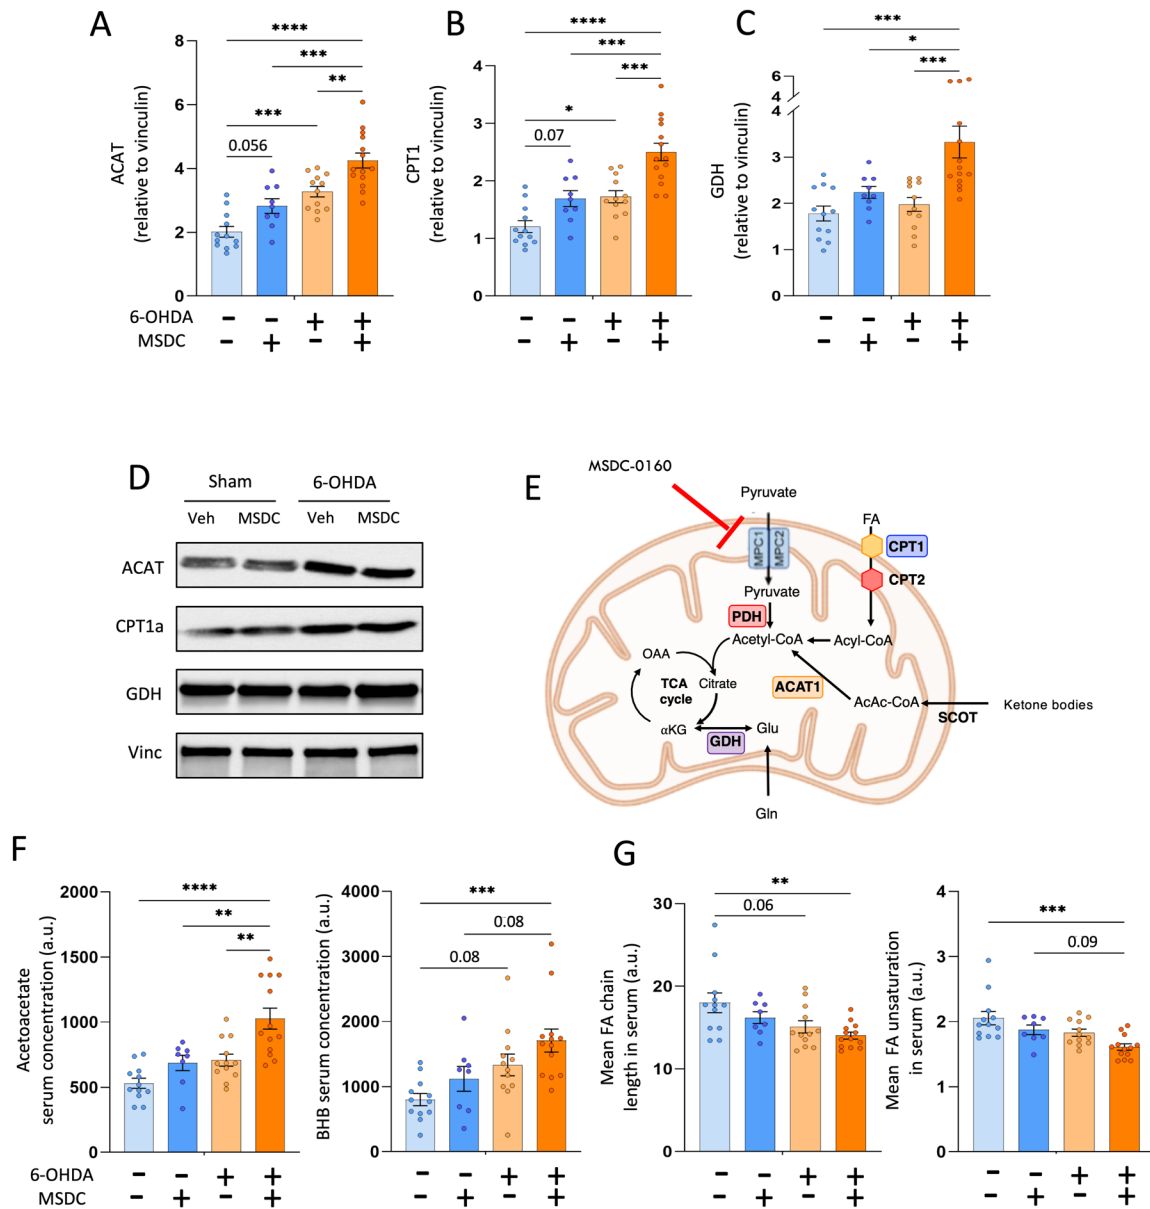 A
ACAT
(relative to vinculin)
8
6
4
2
0
****
***
**
***
0.056
B
CPT1
(relative to vinculin)
4
3
2
1
0
****
***
***
*
0.07
C
GDH
(relative to vinculin)
6
4
4
3
2
1
0
***
*
***
6-OHDA - - + + - - + + - - + +
MSDC - + - + - + - + - + - +
D
Sham 6-OHDA
Veh MSDC Veh MSDC
ACAT
CPT1a
GDH
Vinc
E
MSDC-0160
Pyruvate
FA
MPC1
MPC2
CPT1
CPT2
Pyruvate
PDH
Acetyl-CoA
Acyl-CoA
OAA
TCA
cycle
Citrate
ACAT1
AcAc-CoA
SCOT
Ketone bodies
αKG
GDH
Glu
Gln
F
Acetoacetate
serum concentration (a.u.)
2000
1500
1000
500
0
****
**
**
BHB serum concentration (a.u.)
4000
3000
2000
1000
0
***
0.08
0.08
G
Mean FA chain
length in serum (a.u.)
30
20
10
0
**
0.06
Mean FA unsaturation
in serum (a.u.)
4
3
2
1
0
***
0.09
6-OHDA - - + + - - + + - - + + - - + +
MSDC - + - + - + - + - + - + - + - +